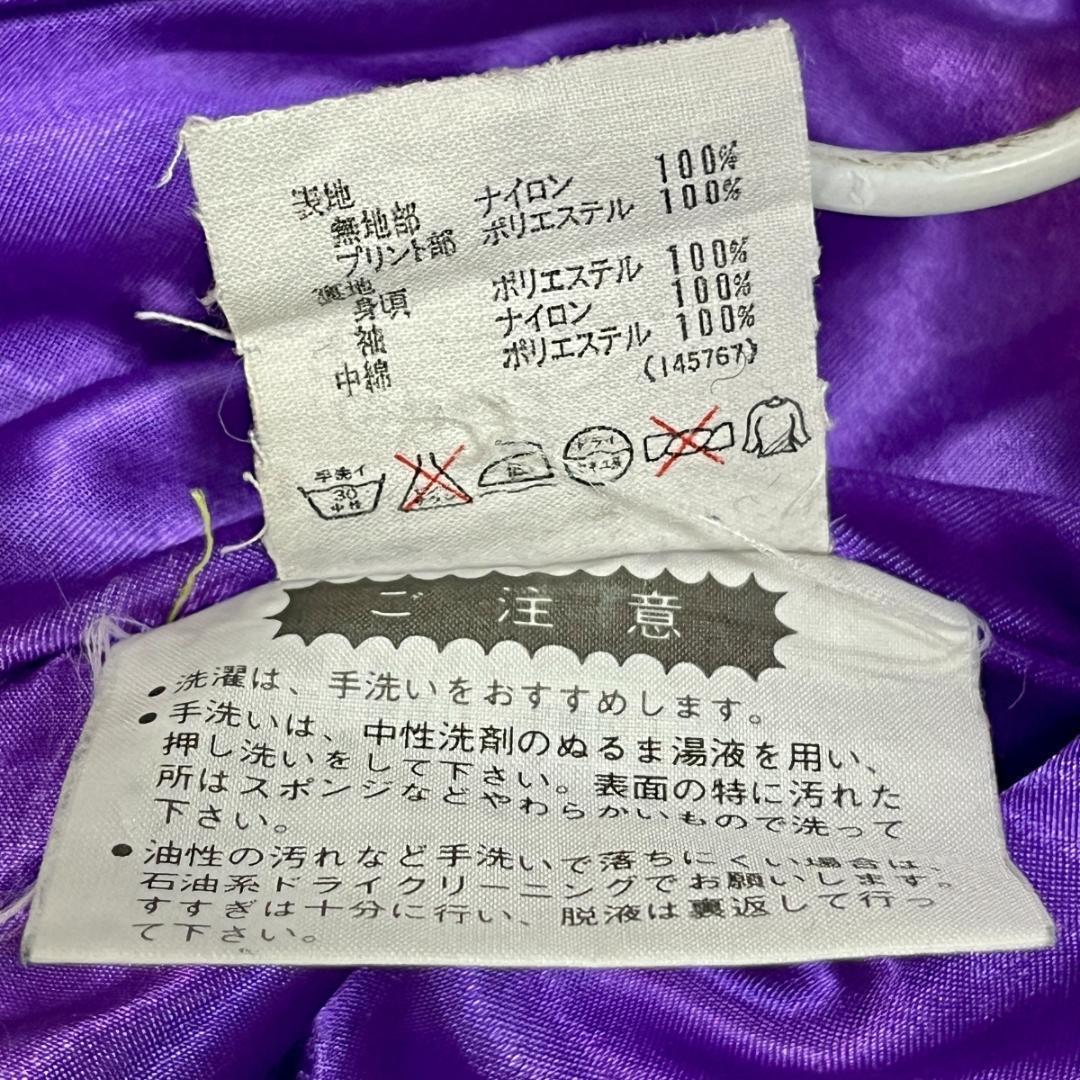 表地
無地部 ナイロン 100%
プリント部 ポリエステル 100%
裏地
身頃 ポリエステル 100%
袖 ナイロン 100%
中綿 ポリエステル 100%
(145767)
手洗イ
30
中性
ドライ
ご注意
● 洗濯は、手洗いをおすすめします。
● 手洗いは、中性洗剤のぬるま湯液を用い、
押し洗いをして下さい。表面の特に汚れた
所はスポンジなどやわらかいもので洗って
下さい。
● 油性の汚れなど手洗いで落ちにくい場合は、
石油系ドライクリーニングでお願いします。
すすぎは十分に行い、脱液は裏返して行っ
て下さい。